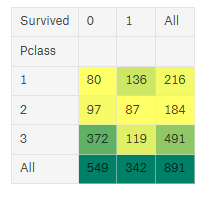 Survived 0 1 All
Pclass
1 80 136 216
2 97 87 184
3 372 119 491
All 549 342 891